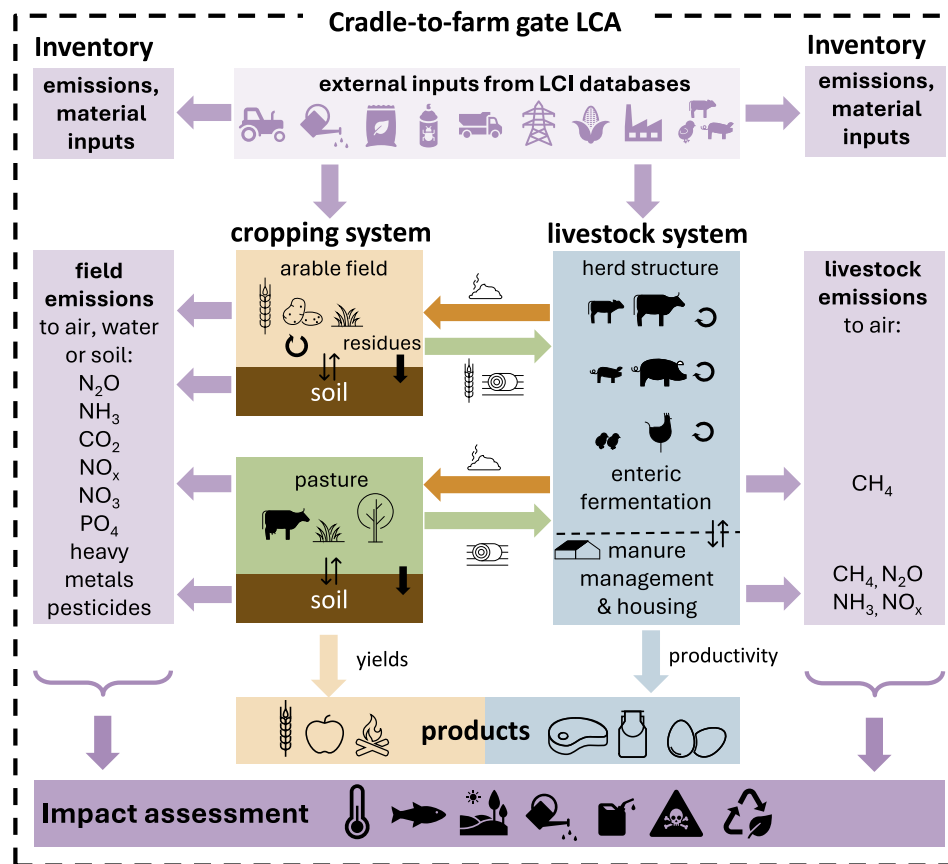 Cradle-to-farm gate LCA
Inventory
Inventory
emissions,
material
inputs
external inputs from LCI databases
emissions,
material
inputs
cropping system
livestock system
field
emissions
to air, water
or soil:
N₂O
NH₃
CO₂
NOₓ
NO₃
PO₄
heavy
metals
pesticides
arable field
residues
soil
pasture
soil
herd structure
enteric
fermentation
manure
management
& housing
livestock
emissions
to air:
CH₄
CH₄, N₂O
NH₃, NOₓ
yields
productivity
products
Impact assessment